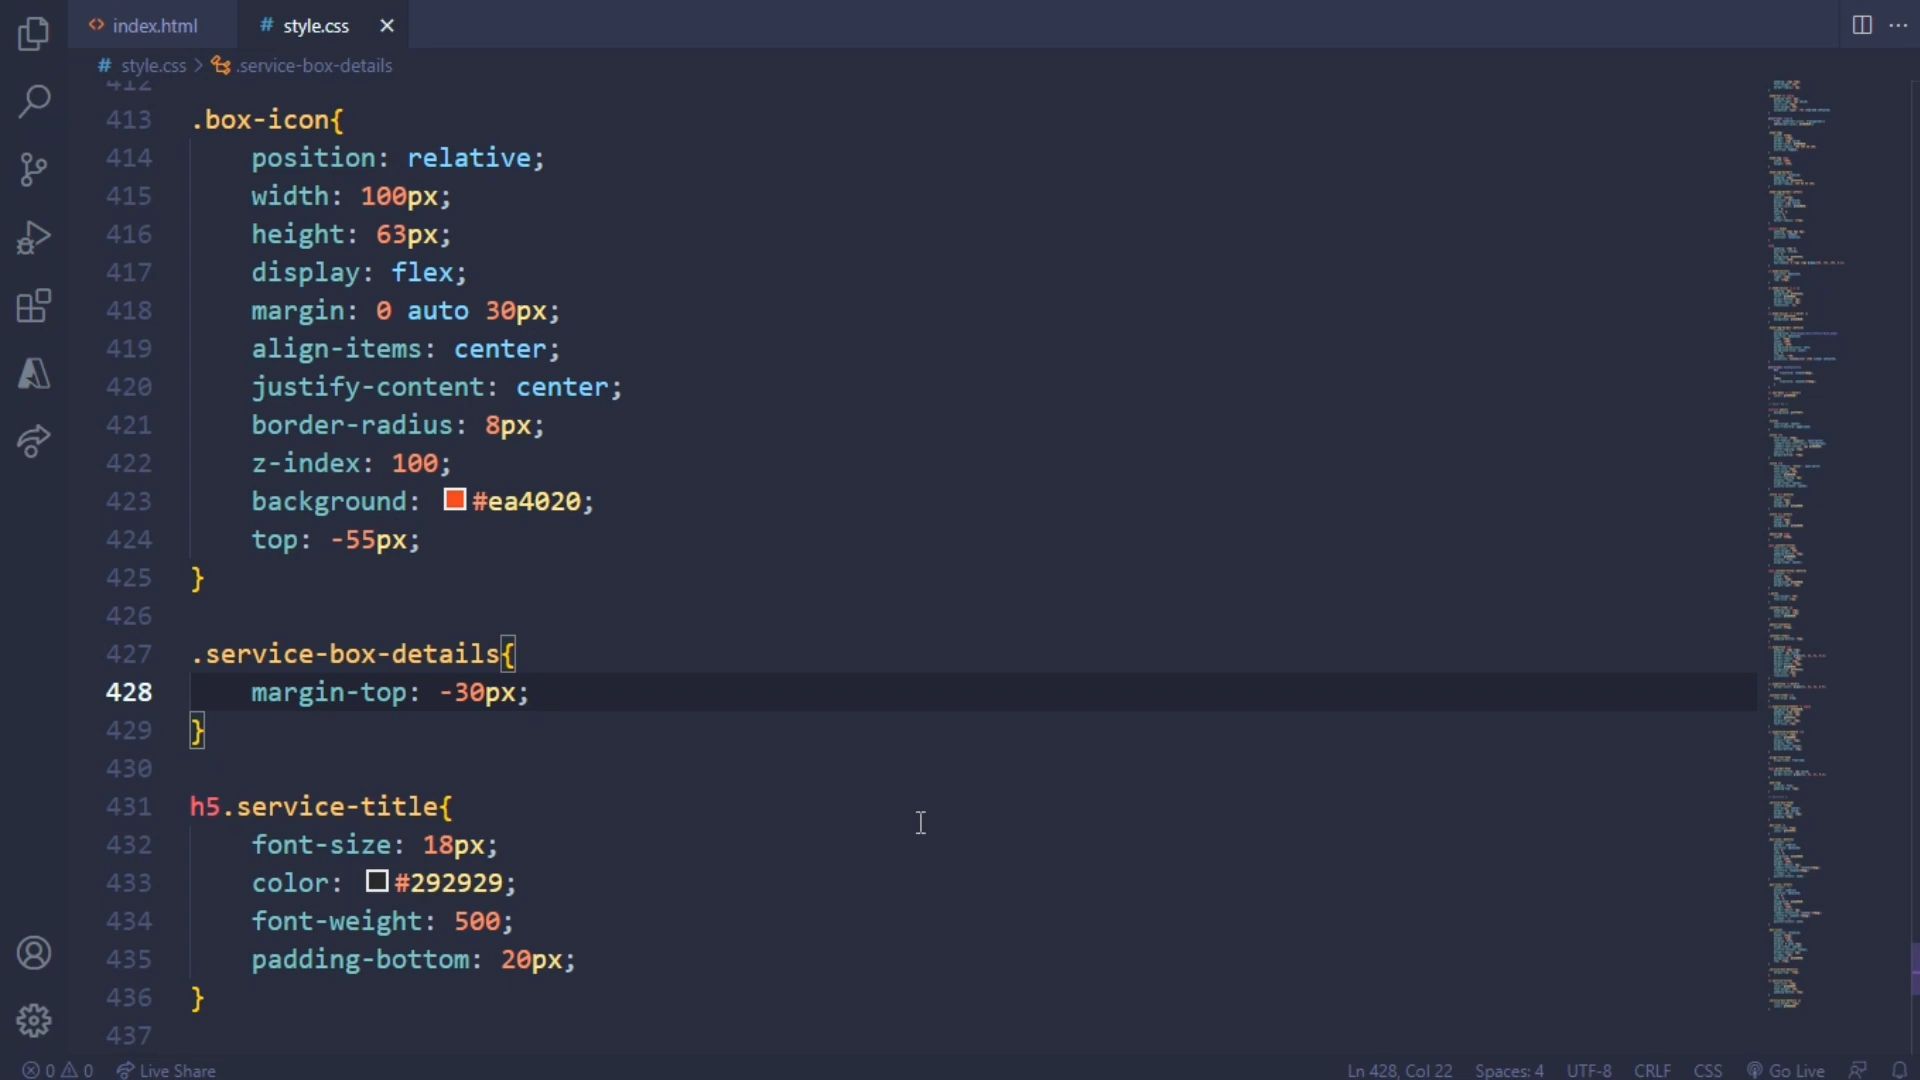 index.html
style.css
style.css > .service-box-details
412
413 .box-icon{
414 position: relative;
415 width: 100px;
416 height: 63px;
417 display: flex;
418 margin: 0 auto 30px;
419 align-items: center;
420 justify-content: center;
421 border-radius: 8px;
422 z-index: 100;
423 background: #ea4020;
424 top: -55px;
425 }
426
427 .service-box-details{
428 margin-top: -30px;
429 }
430
431 h5.service-title{
432 font-size: 18px;
433 color: #292929;
434 font-weight: 500;
435 padding-bottom: 20px;
436 }
437
0 0 Live Share Ln 428, Col 22 Spaces: 4 UTF-8 CRLF CSS Go Live